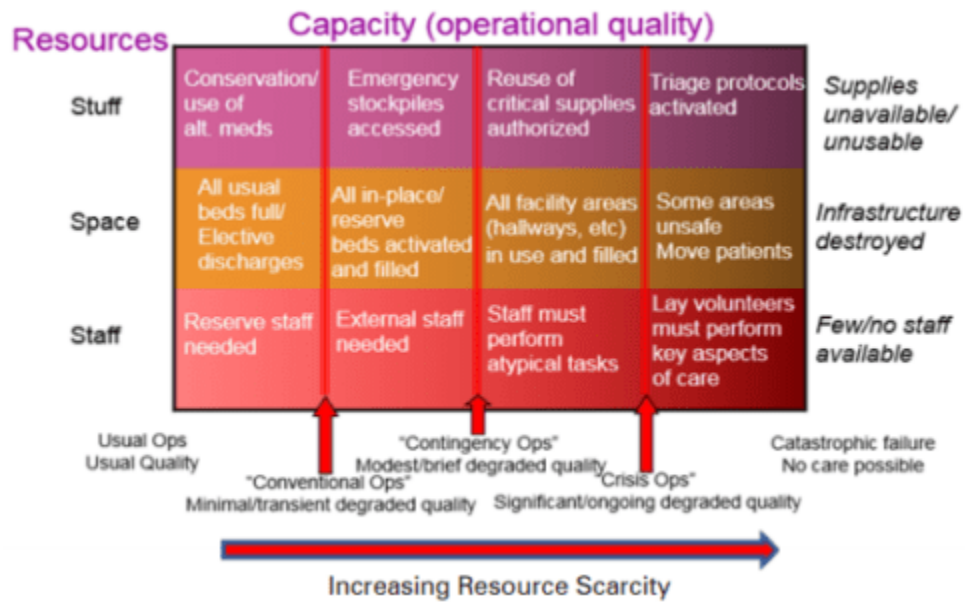 Capacity (operational quality)
Resources
Stuff
Conservation/
use of
alt. meds
Emergency
stockpiles
accessed
Reuse of
critical supplies
authorized
Triage protocols
activated
Supplies
unavailable/
unusable
Space
All usual
beds full/
Elective
discharges
All in-place/
reserve
beds activated
and filled
All facility areas
(hallways, etc)
in use and filled
Some areas
unsafe
Move patients
Infrastructure
destroyed
Staff
Reserve staff
needed
External staff
needed
Staff must
perform
atypical tasks
Lay volunteers
must perform
key aspects
of care
Few/no staff
available
Usual Ops
Usual Quality
"Conventional Ops"
Minimal/transient degraded quality
"Contingency Ops"
Modest/brief degraded quality
"Crisis Ops"
Significant/ongoing degraded quality
Catastrophic failure
No care possible
Increasing Resource Scarcity